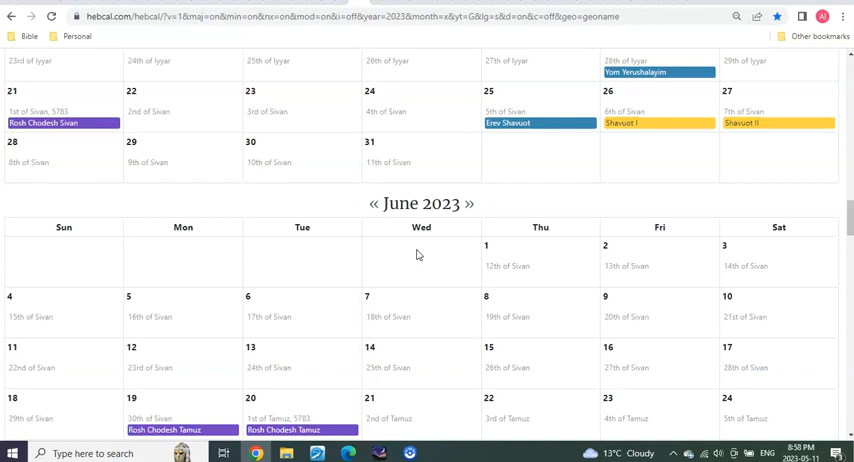 hebcal.com/hebcal/?v=1&maj=on&min=on&nx=on&mod=on&i=off&year=2023&month=x&yt=G&lg=s&d=on&c=off&geo=geoname
Al
Bible Personal Other bookmarks
23rd of Iyyar 24th of Iyyar 25th of Iyyar 26th of Iyyar 27th of Iyyar 28th of Iyyar 29th of Iyyar
Yom Yerushalayim
21 22 23 24 25 26 27
1st of Sivan, 5783 2nd of Sivan 3rd of Sivan 4th of Sivan 5th of Sivan 6th of Sivan 7th of Sivan
Rosh Chodesh Sivan Erev Shavuot Shavuot I Shavuot II
28 29 30 31
8th of Sivan 9th of Sivan 10th of Sivan 11th of Sivan
« June 2023 »
Sun Mon Tue Wed Thu Fri Sat
1 2 3
12th of Sivan 13th of Sivan 14th of Sivan
4 5 6 7 8 9 10
15th of Sivan 16th of Sivan 17th of Sivan 18th of Sivan 19th of Sivan 20th of Sivan 21st of Sivan
11 12 13 14 15 16 17
22nd of Sivan 23rd of Sivan 24th of Sivan 25th of Sivan 26th of Sivan 27th of Sivan 28th of Sivan
18 19 20 21 22 23 24
29th of Sivan 30th of Sivan 1st of Tamuz, 5783 2nd of Tamuz 3rd of Tamuz 4th of Tamuz 5th of Tamuz
Rosh Chodesh Tamuz Rosh Chodesh Tamuz
Type here to search 13°C Cloudy ENG 8:58 PM
2023-05-11